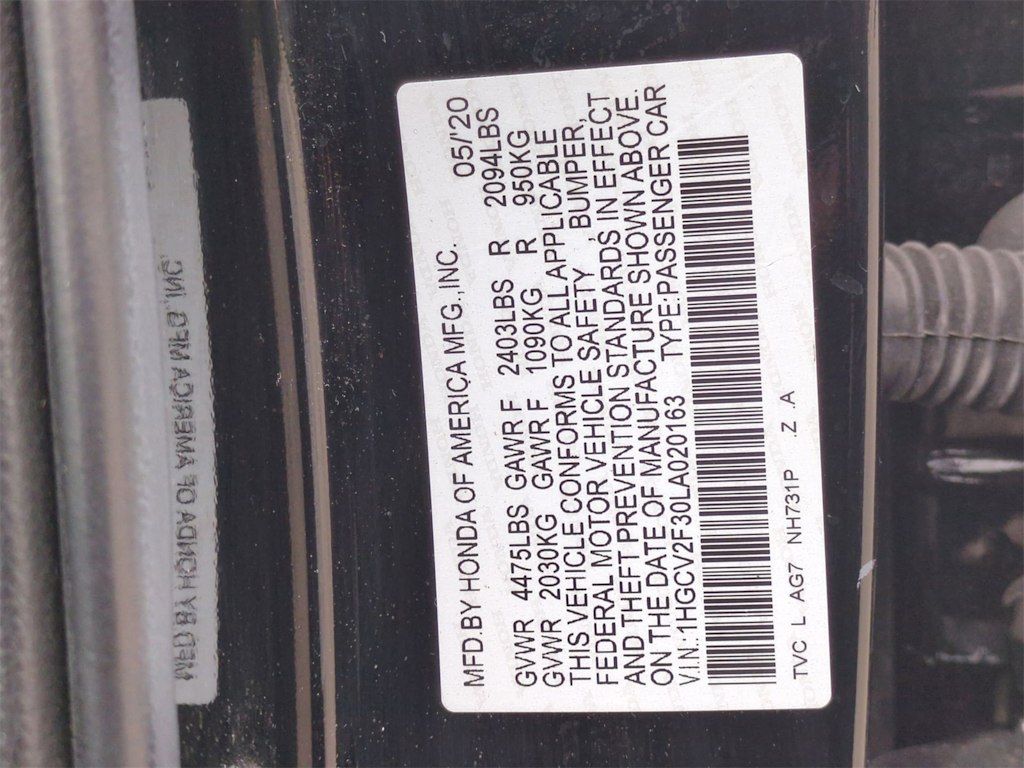 MFD.BY HONDA OF AMERICA MFG.,INC. 05/'20
GVWR 4475LBS GAWR F 2403LBS R 2094LBS
GVWR 2030KG GAWR F 1090KG R 950KG
THIS VEHICLE CONFORMS TO ALL APPLICABLE
FEDERAL MOTOR VEHICLE SAFETY, BUMPER,
AND THEFT PREVENTION STANDARDS IN EFFECT
ON THE DATE OF MANUFACTURE SHOWN ABOVE.
V.I.N.:1HGCV2F30LA020163 TYPE:PASSENGER CAR
TVC L AG7 NH731P .Z .A
MFD.BY HONDA OF AMERICA MFG.,INC.